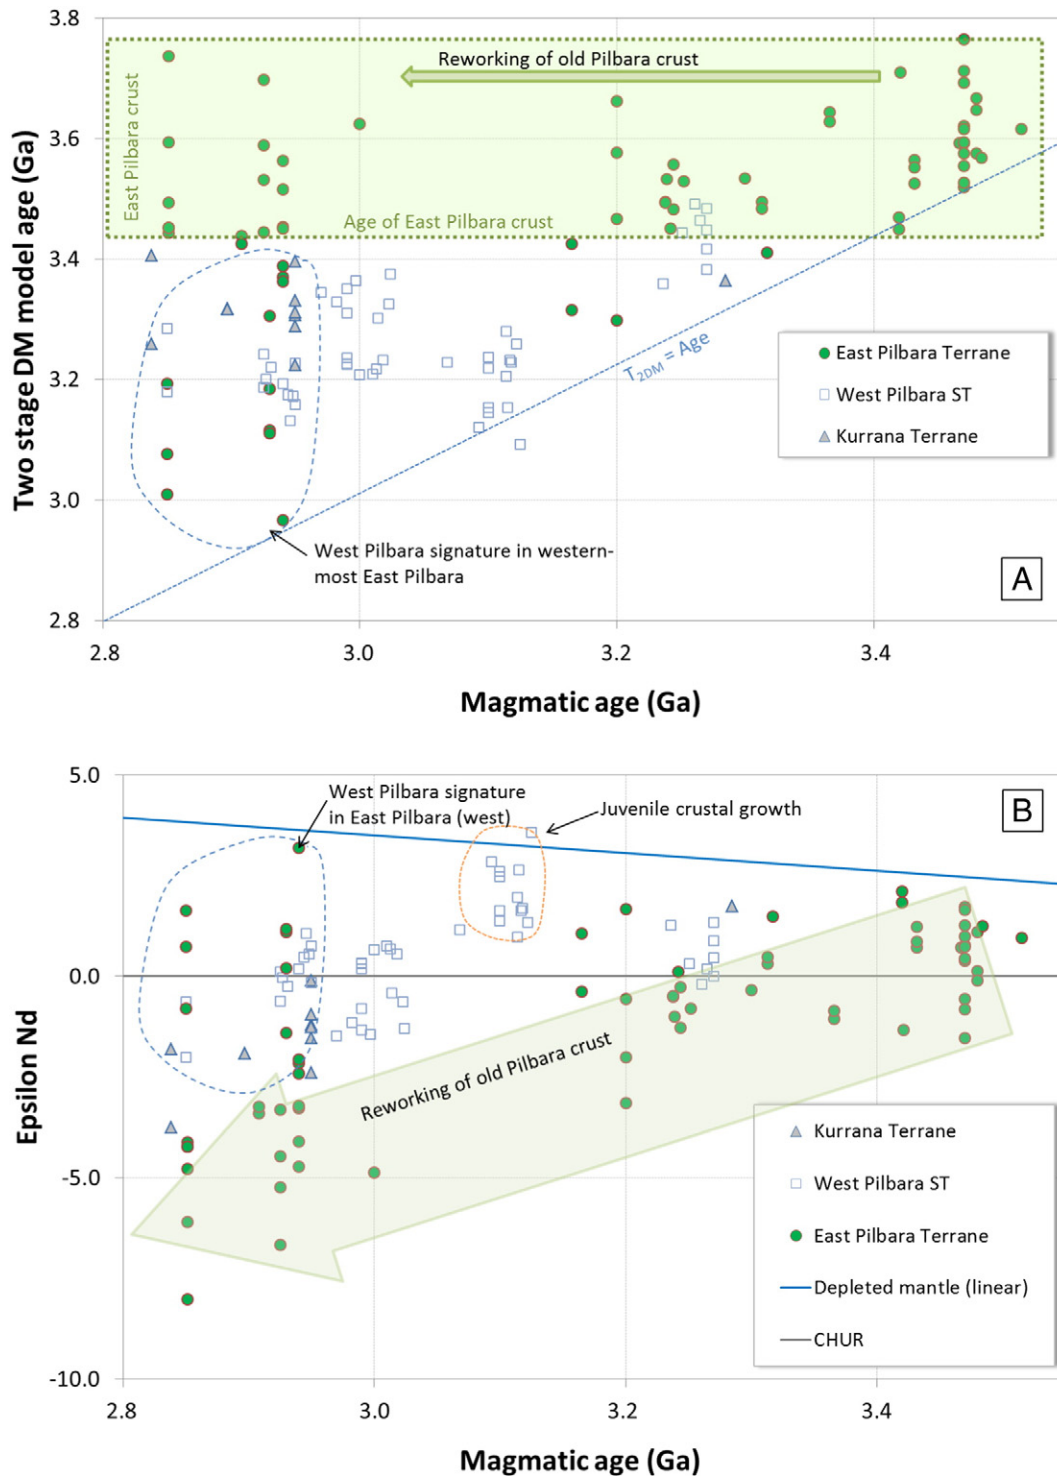 3.8
3.6
3.4
3.2
3.0
2.8
Two stage DM model age (Ga)
Reworking of old Pilbara crust
East Pilbara crust
Age of East Pilbara crust
T2DM = Age
East Pilbara Terrane
West Pilbara ST
Kurrana Terrane
West Pilbara signature in western-
most East Pilbara
A
2.8
3.0
3.2
3.4
Magmatic age (Ga)
5.0
0.0
-5.0
-10.0
Epsilon Nd
West Pilbara signature
in East Pilbara (west)
Juvenile crustal growth
B
Reworking of old Pilbara crust
Kurrana Terrane
West Pilbara ST
East Pilbara Terrane
Depleted mantle (linear)
CHUR
2.8
3.0
3.2
3.4
Magmatic age (Ga)